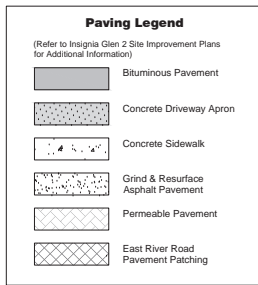 Paving Legend
(Refer to Insignia Glen 2 Site Improvement Plans
for Additional Information)
Bituminous Pavement
Concrete Driveway Apron
Concrete Sidewalk
Grind & Resurface
Asphalt Pavement
Permeable Pavement
East River Road
Pavement Patching